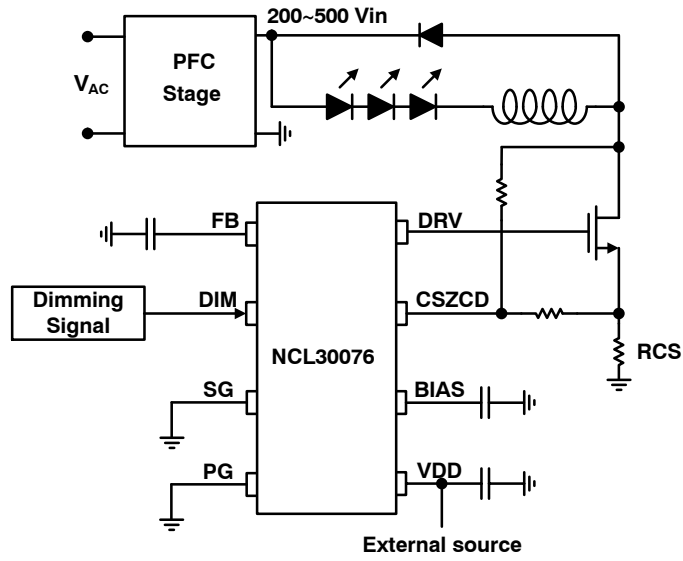 200~500 Vin
PFC
Stage
VAC
FB
DRV
Dimming
Signal
DIM
CSZCD
NCL30076
RCS
SG
BIAS
PG
VDD
External source